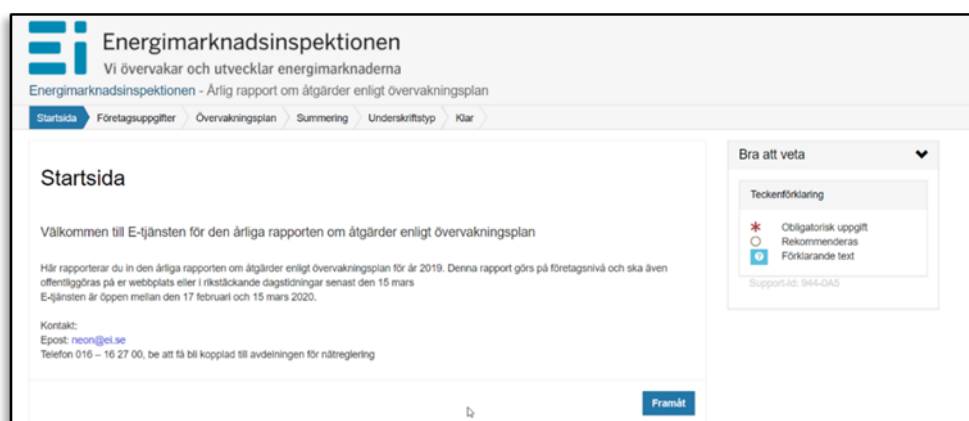 Ei Energimarknadsinspektionen
Vi övervakar och utvecklar energimarknaderna
Energimarknadsinspektionen - Årlig rapport om åtgärder enligt övervakningsplan
Startsida Företagsuppgifter Övervakningsplan Summering Underskriftstyp Klar
Startsida
Välkommen till E-tjänsten för den årliga rapporten om åtgärder enligt övervakningsplan
Här rapporterar du in den årliga rapporten om åtgärder enligt övervakningsplan för år 2019. Denna rapport görs på företagsnivå och ska även
offentliggöras på er webbplats eller i rikstäckande dagstidningar senast den 15 mars
E-tjänsten är öppen mellan den 17 februari och 15 mars 2020.
Kontakt:
Epost: neon@ei.se
Telefon 016 – 16 27 00, be att få bli kopplad till avdelningen för nätreglering
Framåt
Bra att veta
Teckenförklaring
Obligatorisk uppgift
Rekommenderas
? Förklarande text
Support-Id: 944-0A5